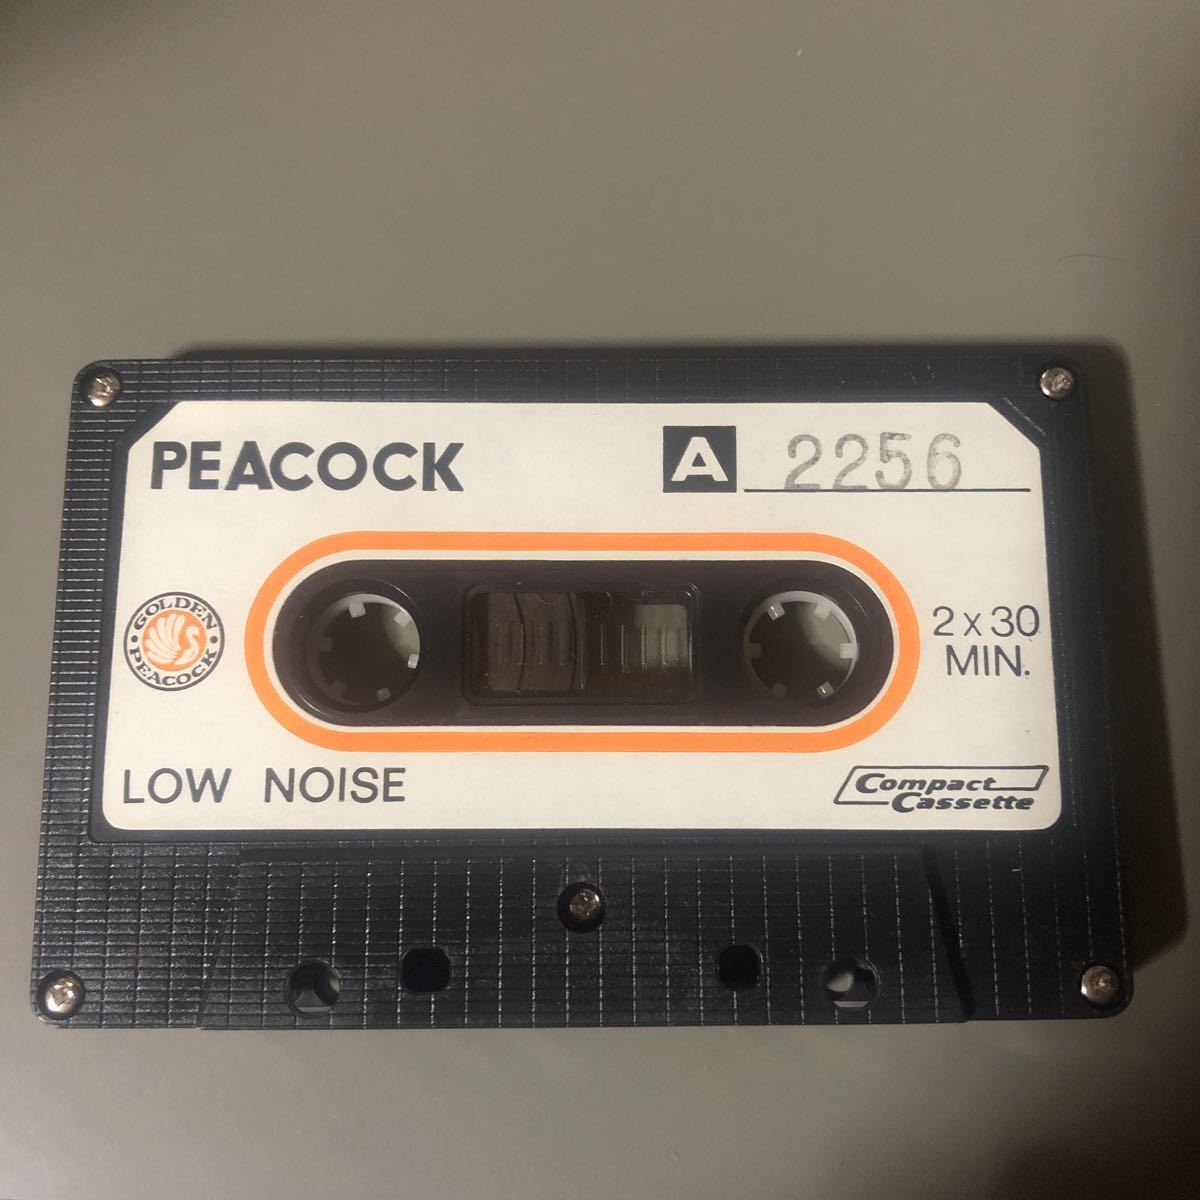 PEACOCK
A 2256
GOLDEN
PEACOCK
2 x 30
MIN.
LOW NOISE
Compact
Cassette